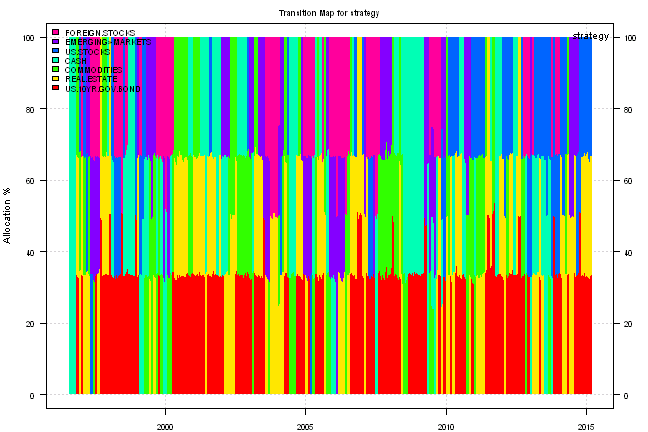 Transition Map for strategy
strategy
FOREIGN.STOCKS
EMERGING>MARKETS
US.STOCKS
CASH
COMMODITIES
REAL.ESTATE
US.10YR.GOV.BOND
Allocation %
100 100
80 80
60 60
40 40
20 20
0 0
2000 2005 2010 2015